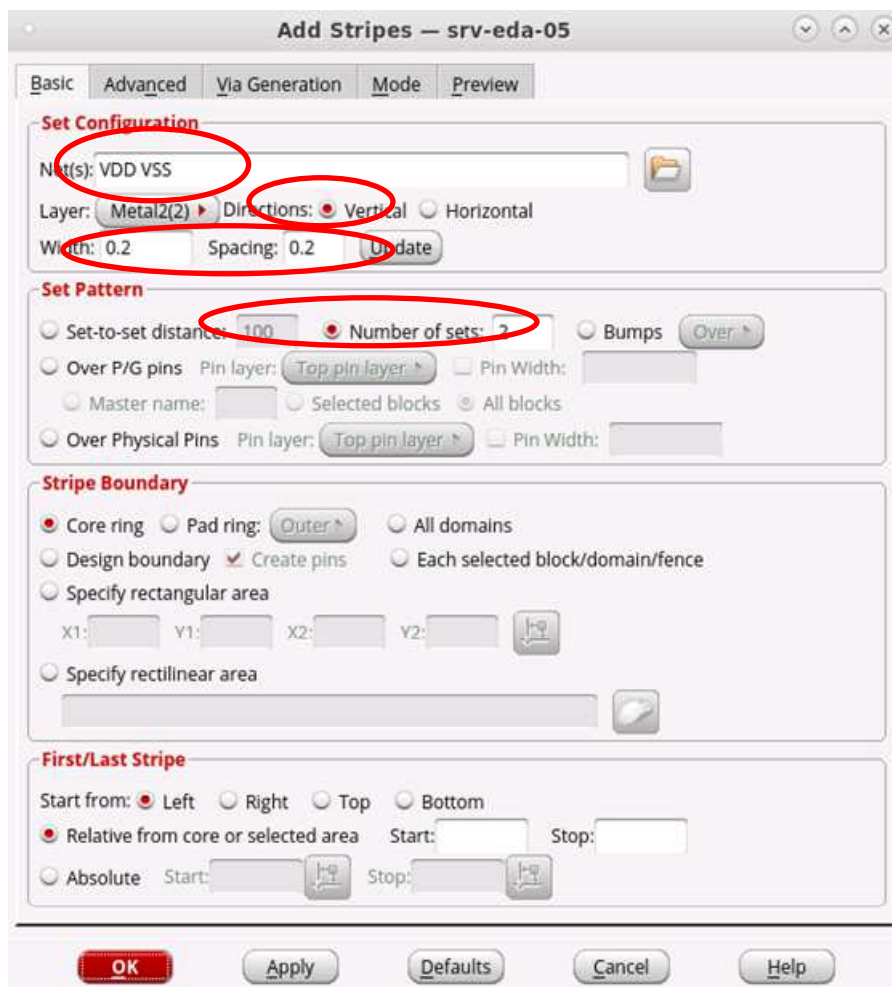 Add Stripes — srv-eda-05
Basic Advanced Via Generation Mode Preview
Set Configuration
Net(s): VDD VSS
Layer: Metal2(2) Directions: Vertical Horizontal
Width: 0.2 Spacing: 0.2 Update
Set Pattern
Set-to-set distance: 100 Number of sets: Bumps Over
Over P/G pins Pin layer: Top pin layer Pin Width:
Master name: Selected blocks All blocks
Over Physical Pins Pin layer: Top pin layer Pin Width:
Stripe Boundary
Core ring Pad ring: Outer All domains
Design boundary Create pins Each selected block/domain/fence
Specify rectangular area
X1: Y1: X2: Y2:
Specify rectilinear area
First/Last Stripe
Start from: Left Right Top Bottom
Relative from core or selected area Start: Stop:
Absolute Start: Stop:
OK Apply Defaults Cancel Help